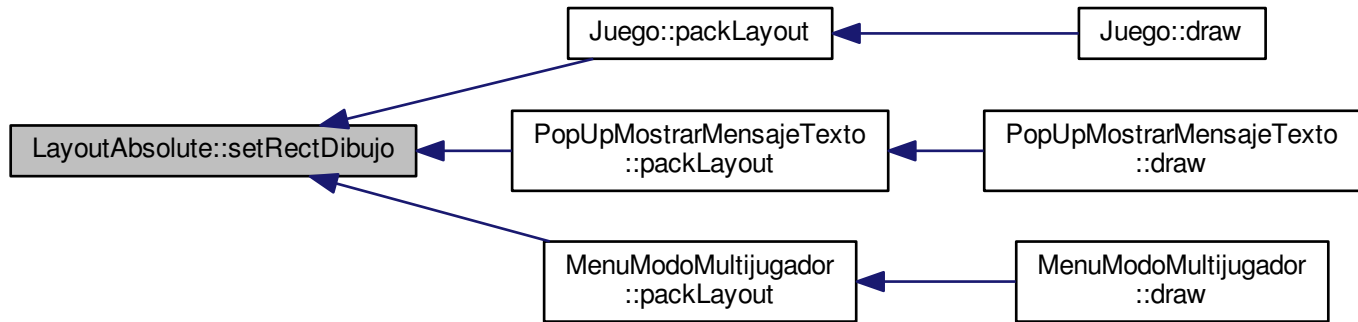 Juego::packLayout
Juego::draw
LayoutAbsolute::setRectDibujo
PopUpMostrarMensajeTexto
::packLayout
PopUpMostrarMensajeTexto
::draw
MenuModoMultijugador
::packLayout
MenuModoMultijugador
::draw